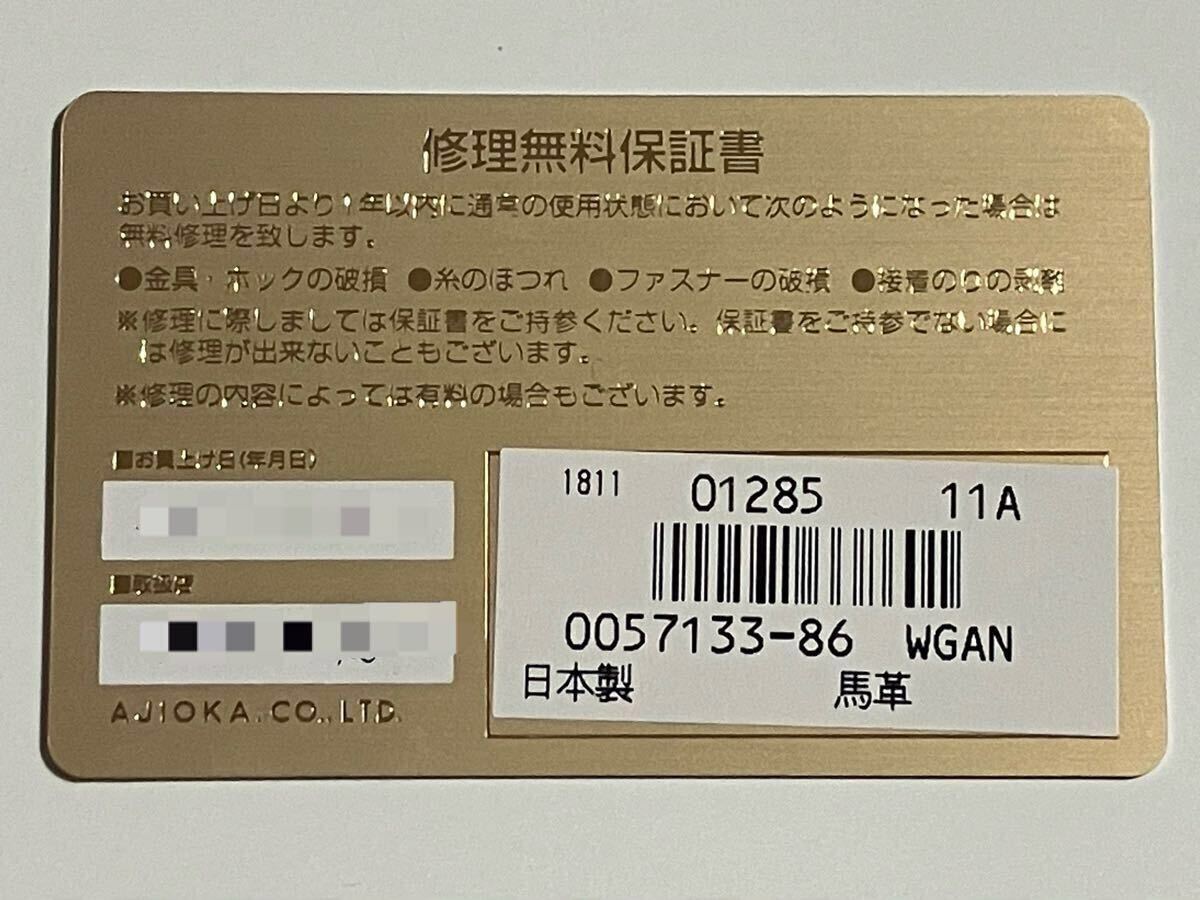 修理無料保証書
お買い上げ日より1年以内に通常の使用状態において次のようになった場合は
無料修理を致します。
●金具・ホックの破損 ●糸のほつれ ●ファスナーの破損 ●接着のりの剥離
※修理に際しましては保証書をご持参ください。保証書をご持参でない場合に
は修理が出来ないこともございます。
※修理の内容によっては有料の場合もございます。
■お買上げ日(年月日)
■取扱店
AJIOKA.CO.,LTD.
1811 01285 11A
0057133-86 WGAN
日本製 馬革